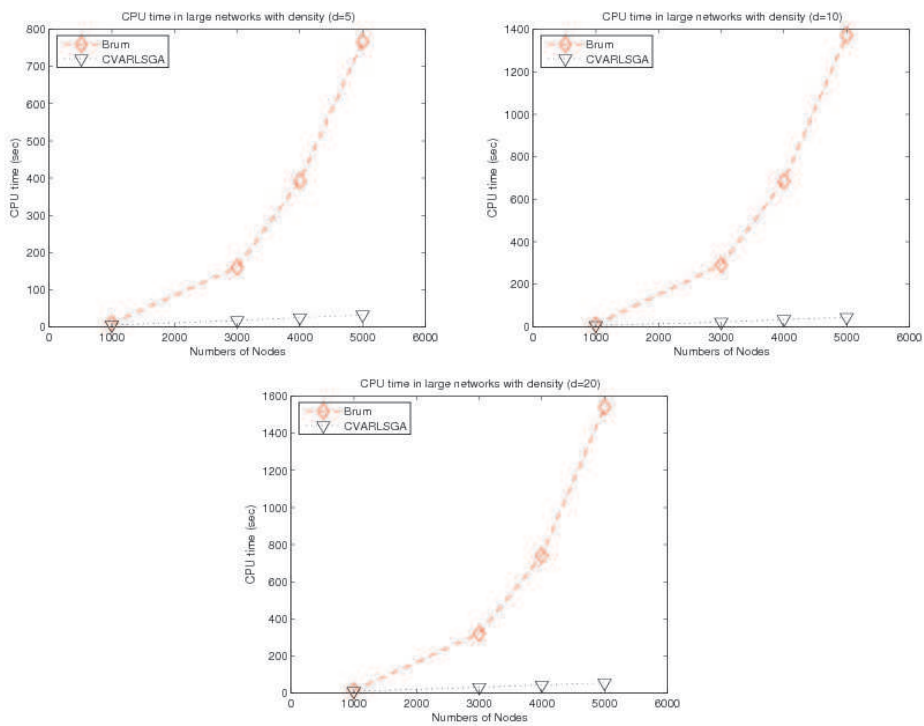 CPU time in large networks with density (d=5)
800
700
600
500
400
300
200
100
0
CPU time (sec)
Brum
CVARLSGA
0 1000 2000 3000 4000 5000 6000
Numbers of Nodes
CPU time in large networks with density (d=10)
1400
1200
1000
800
600
400
200
0
CPU time (sec)
Brum
CVARLSGA
0 1000 2000 3000 4000 5000 6000
Numbers of Nodes
CPU time in large networks with density (d=20)
1600
1400
1200
1000
800
600
400
200
0
CPU time (sec)
Brum
CVARLSGA
0 1000 2000 3000 4000 5000 6000
Numbers of Nodes